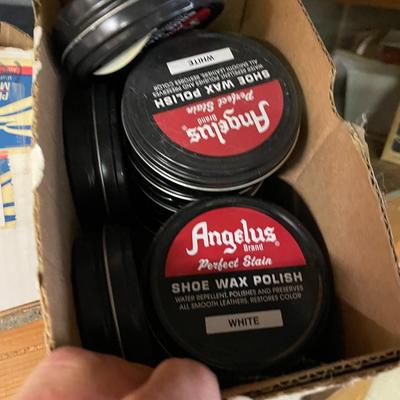 WHITE
SHOE WAX POLISH
WATER REPELLENT. POLISHES AND PRESERVES
ALL SMOOTH LEATHERS. RESTORES COLOR
Perfect Stain
Angelus
Brand
Angelus
Brand
Perfect Stain
SHOE WAX POLISH
WATER REPELLENT. POLISHES AND PRESERVES
ALL SMOOTH LEATHERS. RESTORES COLOR
WHITE